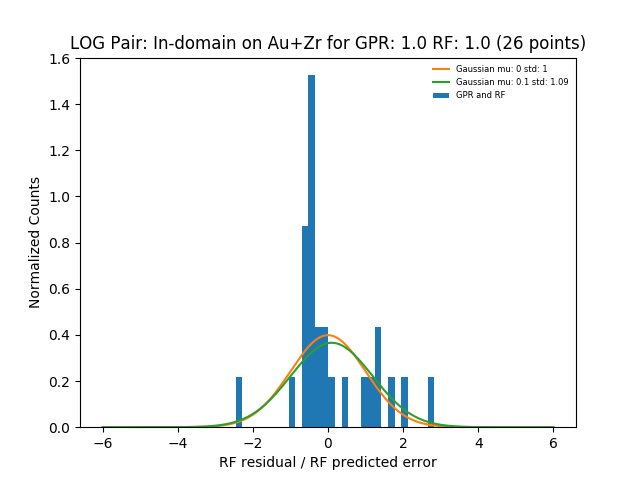 LOG Pair: In-domain on Au+Zr for GPR: 1.0 RF: 1.0 (26 points)
Gaussian mu: 0 std: 1
Gaussian mu: 0.1 std: 1.09
GPR and RF
Normalized Counts
1.6
1.4
1.2
1.0
0.8
0.6
0.4
0.2
0.0
−6 −4 −2 0 2 4 6
RF residual / RF predicted error